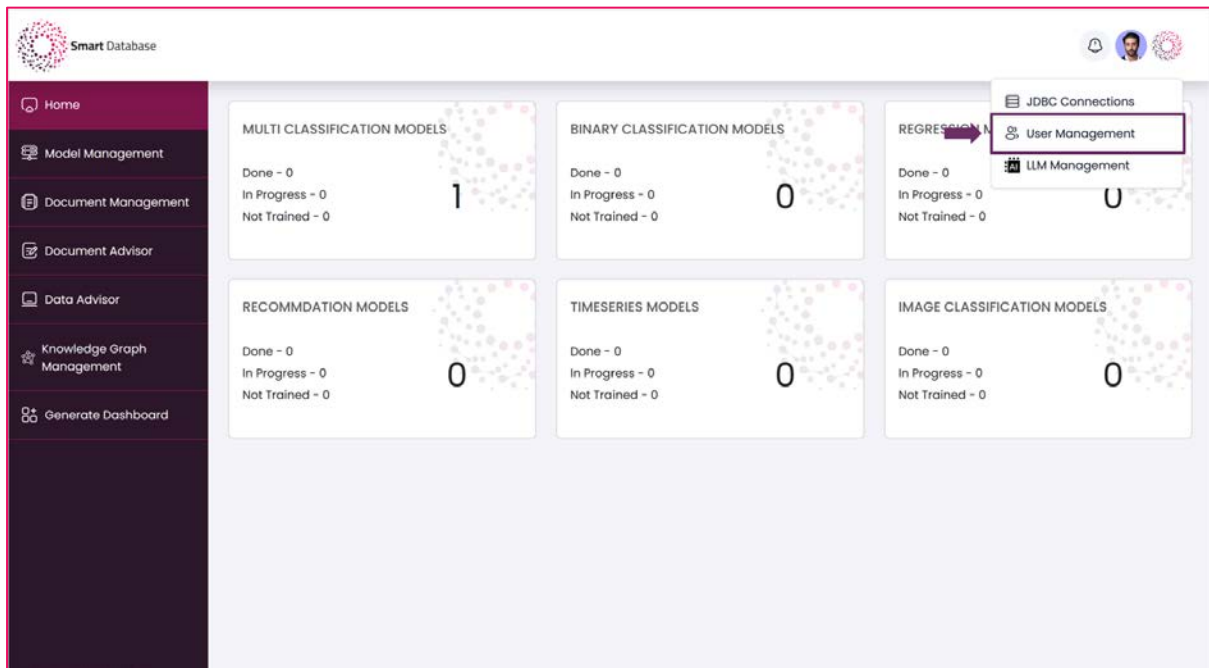 Smart Database
Home
Model Management
Document Management
Document Advisor
Data Advisor
Knowledge Graph
Management
Generate Dashboard
JDBC Connections
User Management
AI LLM Management
MULTI CLASSIFICATION MODELS
Done - 0
In Progress - 0
Not Trained - 0
1
BINARY CLASSIFICATION MODELS
Done - 0
In Progress - 0
Not Trained - 0
0
Done - 0
In Progress - 0
Not Trained - 0
0
RECOMMDATION MODELS
Done - 0
In Progress - 0
Not Trained - 0
0
TIMESERIES MODELS
Done - 0
In Progress - 0
Not Trained - 0
0
IMAGE CLASSIFICATION MODELS
Done - 0
In Progress - 0
Not Trained - 0
0